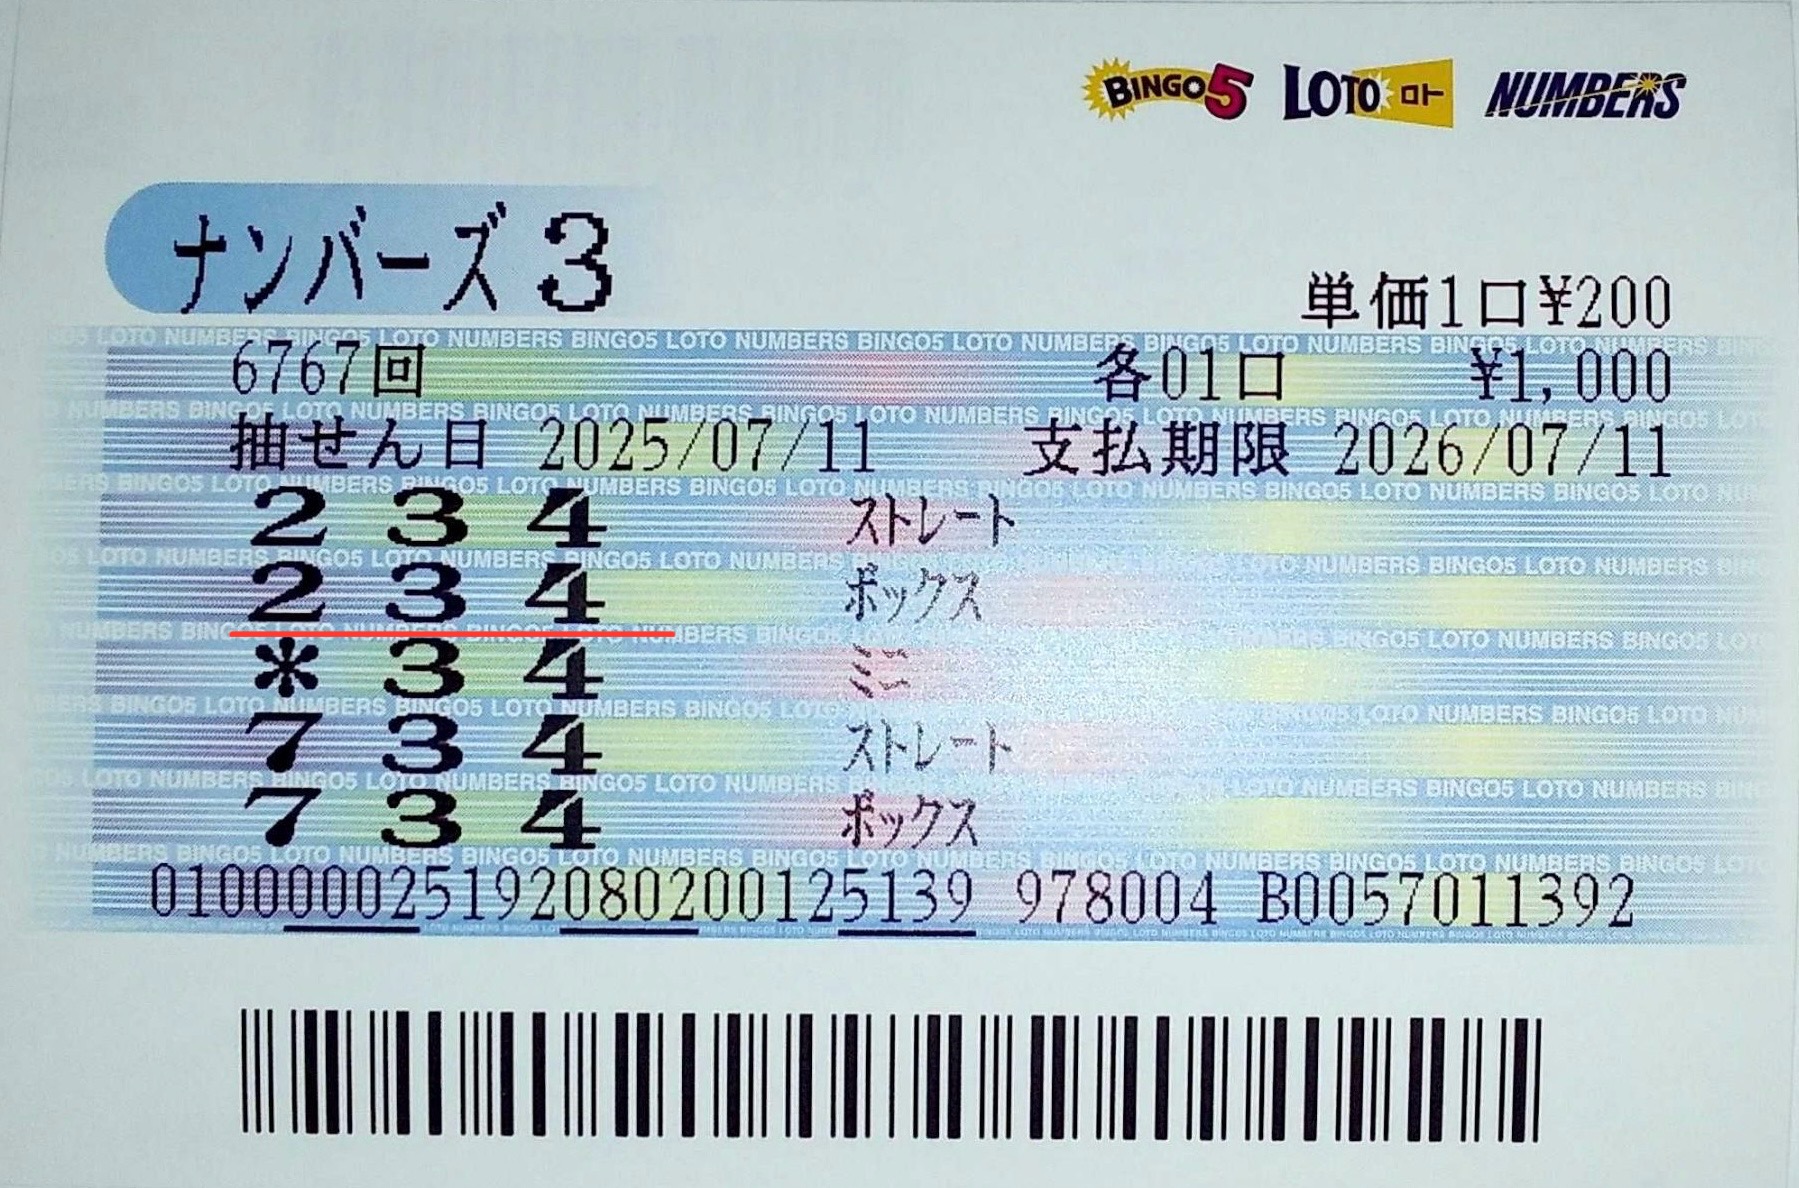 BINGO5 LOTO ロト NUMBERS
ナンバーズ3
単価1口¥200
6767回 各01口 ¥1,000
抽せん日 2025/07/11 支払期限 2026/07/11
2 3 4 ストレート
2 3 4 ボックス
* 3 4 ミニ
7 3 4 ストレート
7 3 4 ボックス
010000002519208020012​5139 978004 B0057011392